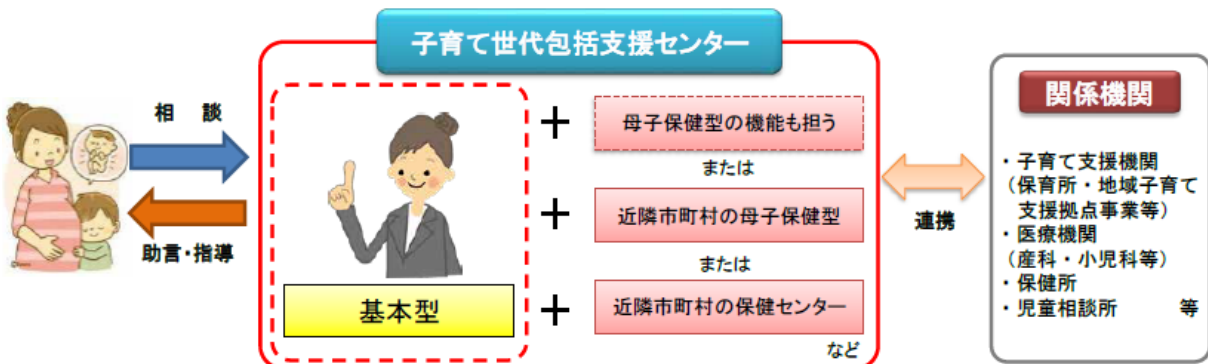 子育て世代包括支援センター
相　談
助言・指導
基本型
＋
母子保健型の機能も担う
または
＋
近隣市町村の母子保健型
または
＋
近隣市町村の保健センター
など
連携
関係機関
・子育て支援機関
（保育所・地域子育て
支援拠点事業等）
・医療機関
（産科・小児科等）
・保健所
・児童相談所　　等